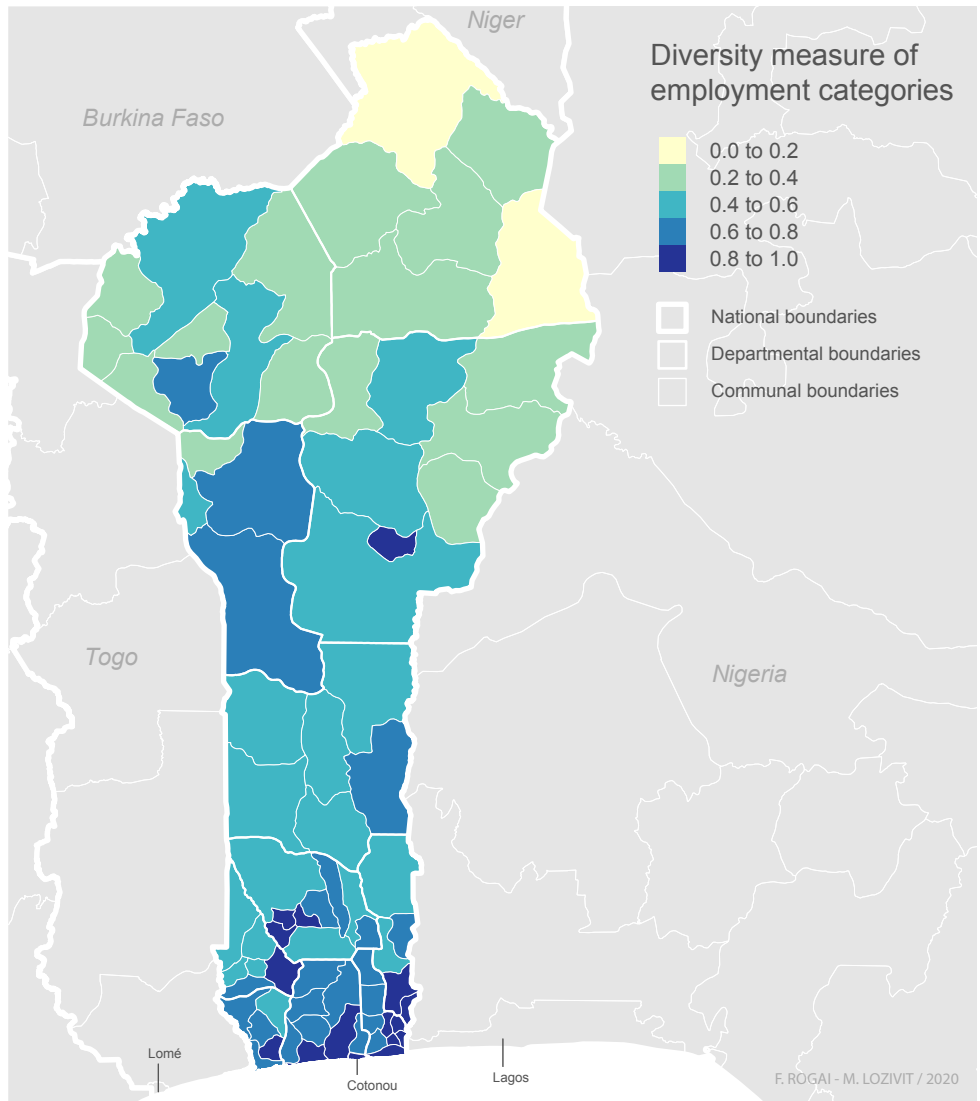 Niger
Burkina Faso
Diversity measure of
employment categories
0.0 to 0.2
0.2 to 0.4
0.4 to 0.6
0.6 to 0.8
0.8 to 1.0
National boundaries
Departmental boundaries
Communal boundaries
Togo
Nigeria
Lomé
Cotonou
Lagos
F. ROGAI - M. LOZIVIT / 2020